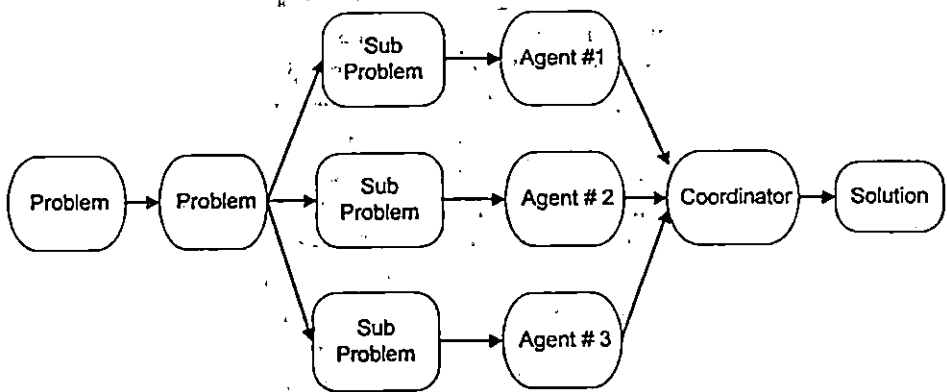 Sub
Problem
Agent #1
Problem
Problem
Sub
Problem
Agent # 2
Coordinator
Solution
Sub
Problem
Agent # 3